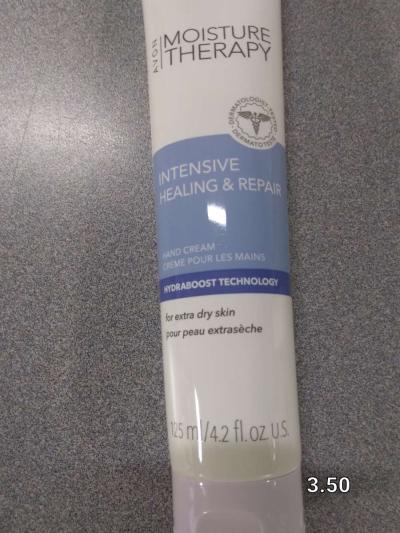 AVON
MOISTURE
THERAPY
DERMATOLOGIST TESTED
INTENSIVE
HEALING & REPAIR
HAND CREAM
CRÈME POUR LES MAINS
HYDRABOOST TECHNOLOGY
for extra dry skin
pour peau extrasèche
125 ml/4.2 fl.oz. U.S.
3.50